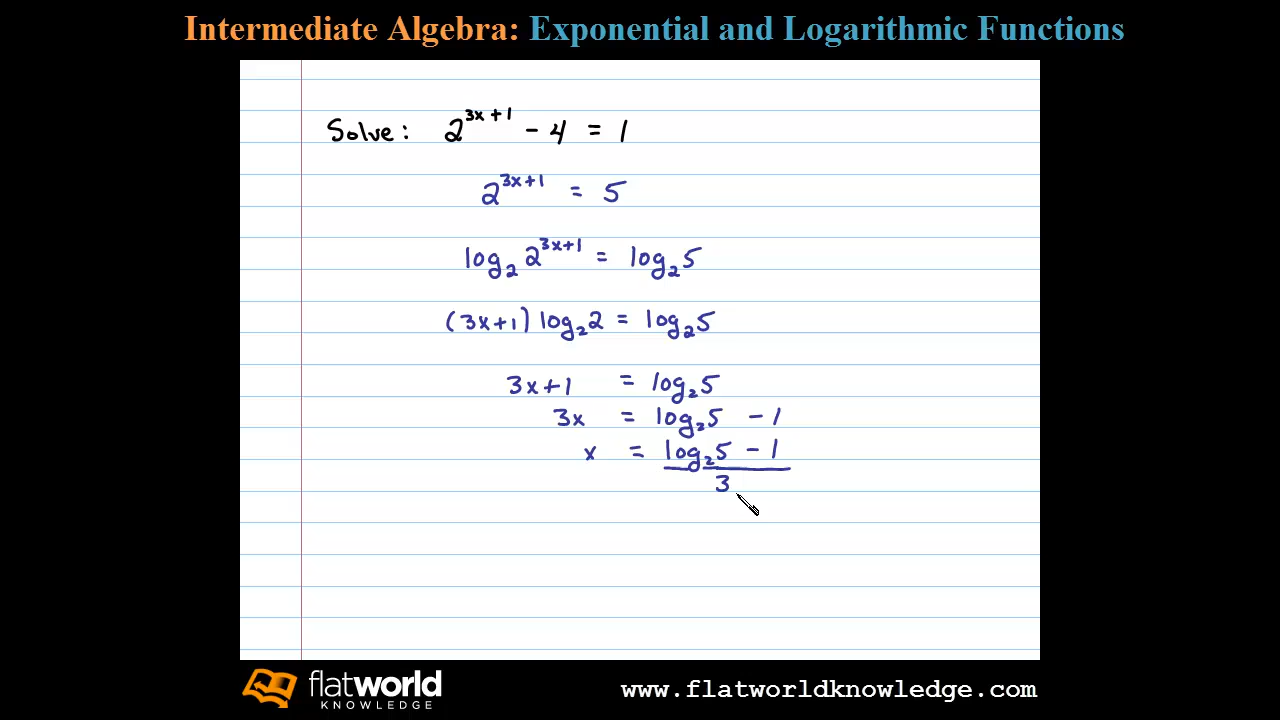 Intermediate Algebra: Exponential and Logarithmic Functions
Solve: 2^(3x+1) - 4 = 1
2^(3x+1) = 5
log₂ 2^(3x+1) = log₂ 5
(3x+1) log₂ 2 = log₂ 5
3x+1 = log₂ 5
3x = log₂ 5 - 1
x = log₂ 5 - 1
3
flatworld
KNOWLEDGE
www.flatworldknowledge.com